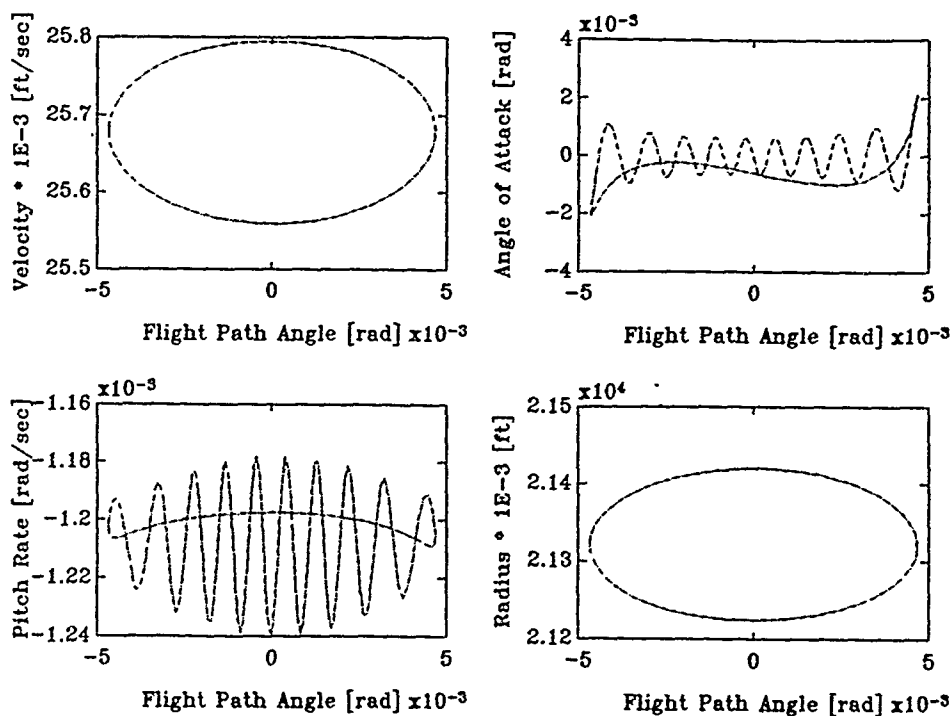 Velocity * 1E-3 [ft/sec]
25.8
25.7
25.6
25.5
-5
0
5
Flight Path Angle [rad] x10-3
x10-3
Angle of Attack [rad]
4
2
0
-2
-4
-5
0
5
Flight Path Angle [rad] x10-3
x10-3
Pitch Rate [rad/sec]
-1.16
-1.18
-1.2
-1.22
-1.24
-5
0
5
Flight Path Angle [rad] x10-3
x104
Radius * 1E-3 [ft]
2.15
2.14
2.13
2.12
-5
0
5
Flight Path Angle [rad] x10-3